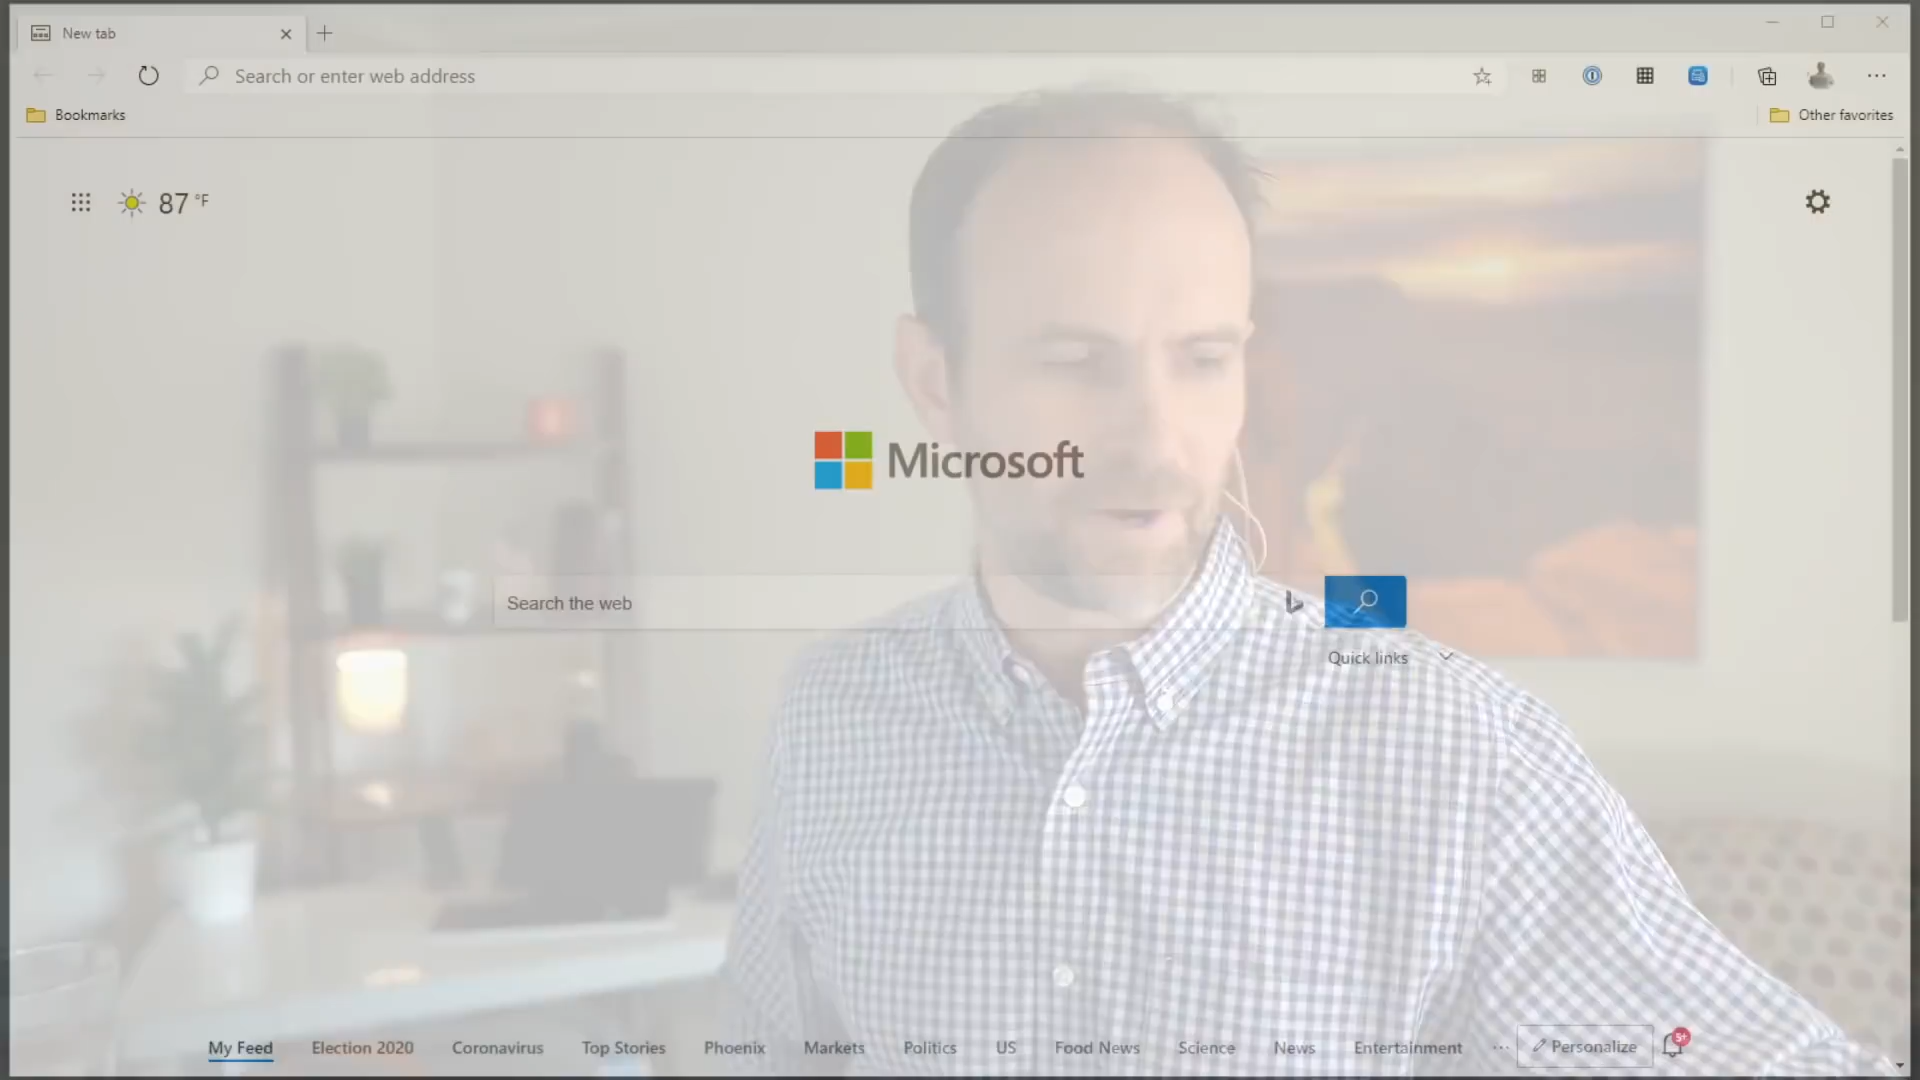 New tab
Search or enter web address
Bookmarks
Other favorites
87 °F
Microsoft
Search the web
Quick links
My Feed Election 2020 Coronavirus Top Stories Phoenix Markets Politics US Food News Science News Entertainment ... Personalize 5+